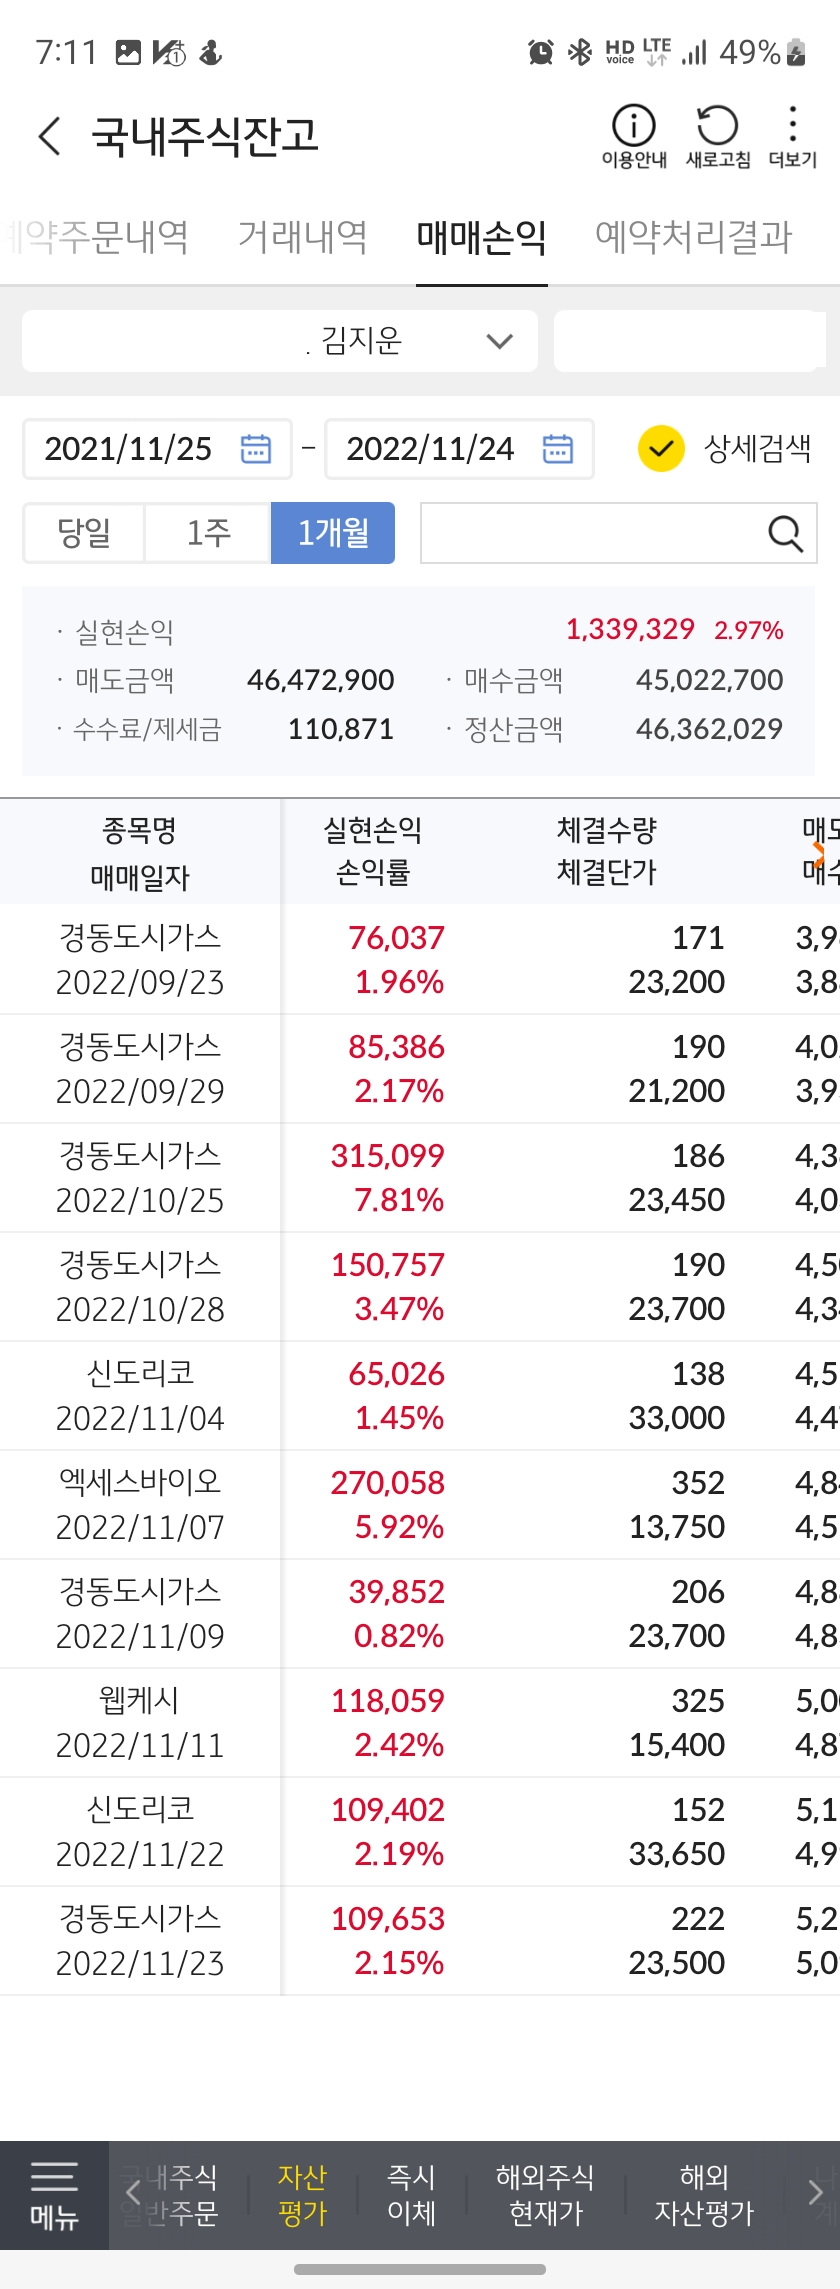 7:11 HD voice LTE 49%
국내주식잔고 이용안내 새로고침 더보기
약주문내역 거래내역 매매손익 예약처리결과
. 김지운
2021/11/25 - 2022/11/24 상세검색
당일 1주 1개월
· 실현손익 1,339,329 2.97%
· 매도금액 46,472,900 · 매수금액 45,022,700
· 수수료/제세금 110,871 · 정산금액 46,362,029
종목명 실현손익 체결수량 매도
매매일자 손익률 체결단가 매수
경동도시가스 76,037 171 3,9
2022/09/23 1.96% 23,200 3,8
경동도시가스 85,386 190 4,0
2022/09/29 2.17% 21,200 3,9
경동도시가스 315,099 186 4,3
2022/10/25 7.81% 23,450 4,0
경동도시가스 150,757 190 4,5
2022/10/28 3.47% 23,700 4,3
신도리코 65,026 138 4,5
2022/11/04 1.45% 33,000 4,4
엑세스바이오 270,058 352 4,8
2022/11/07 5.92% 13,750 4,5
경동도시가스 39,852 206 4,8
2022/11/09 0.82% 23,700 4,8
웹케시 118,059 325 5,0
2022/11/11 2.42% 15,400 4,8
신도리코 109,402 152 5,1
2022/11/22 2.19% 33,650 4,9
경동도시가스 109,653 222 5,2
2022/11/23 2.15% 23,500 5,0
메뉴
국내주식 자산 즉시 해외주식 해외
일반주문 평가 이체 현재가 자산평가